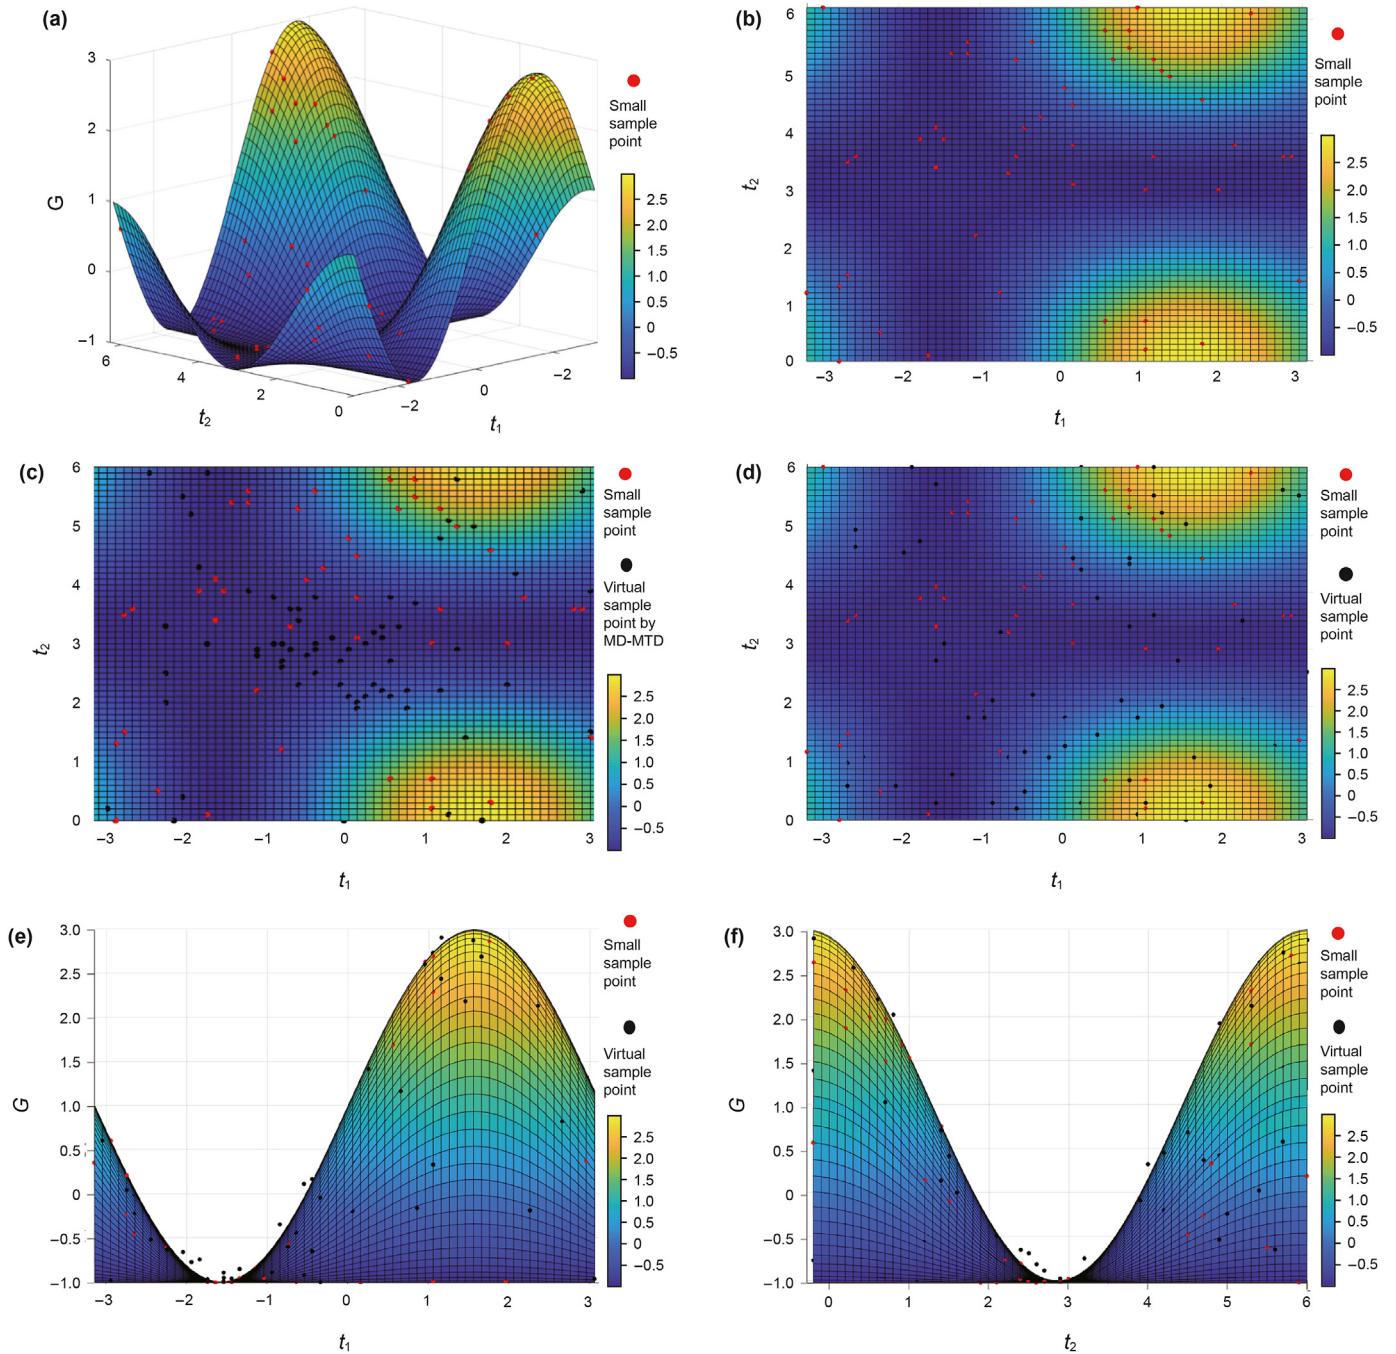 (a)
3
2
1
0
−1
G
6
4
2
0
t2
−2
0
−2
t1
Small
sample
point
2.5
2.0
1.5
1.0
0.5
0
−0.5
(b)
6
5
4
3
2
1
0
t2
−3
−2
−1
0
1
2
3
t1
Small
sample
point
2.5
2.0
1.5
1.0
0.5
0
−0.5
(c)
6
5
4
3
2
1
0
t2
−3
−2
−1
0
1
2
3
t1
Small
sample
point
Virtual
sample
point by
MD-MTD
2.5
2.0
1.5
1.0
0.5
0
−0.5
(d)
6
5
4
3
2
1
0
t2
−3
−2
−1
0
1
2
3
t1
Small
sample
point
Virtual
sample
point
2.5
2.0
1.5
1.0
0.5
0
−0.5
(e)
3.0
2.5
2.0
1.5
1.0
0.5
0
−0.5
−1.0
G
−3
−2
−1
0
1
2
3
t1
Small
sample
point
Virtual
sample
point
2.5
2.0
1.5
1.0
0.5
0
−0.5
(f)
3.0
2.5
2.0
1.5
1.0
0.5
0
−0.5
−1.0
G
0
1
2
3
4
5
6
t2
Small
sample
point
Virtual
sample
point
2.5
2.0
1.5
1.0
0.5
0
−0.5